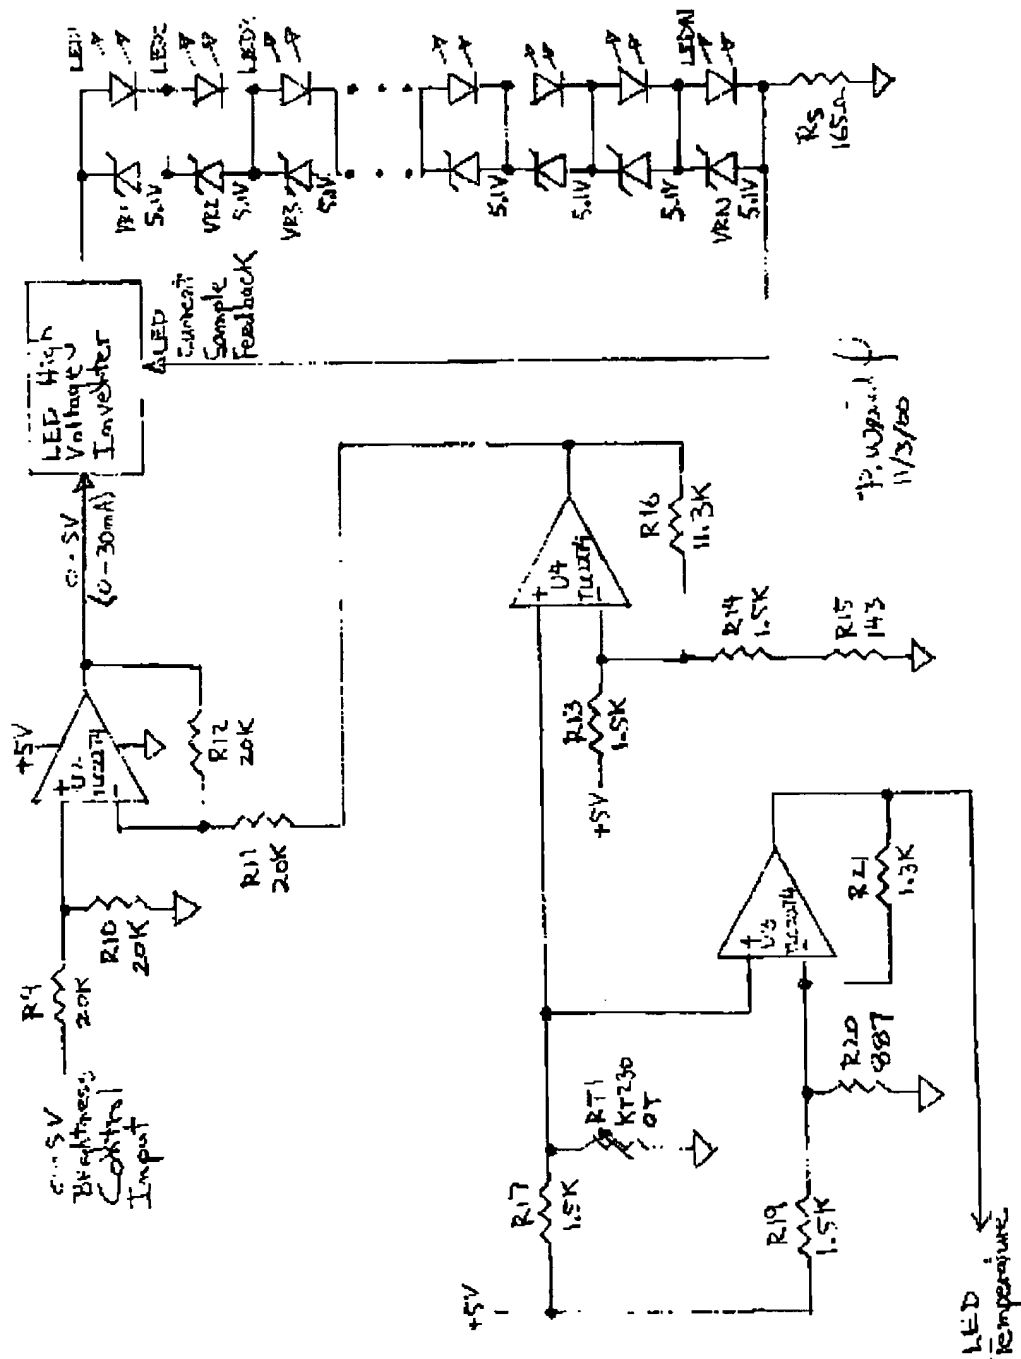 LED1
LED2
LED3
LEDN
VR1
5.1V
VR2
5.1V
VR3
5.1V
5.1V
5.1V
5.1V
VRN
5.1V
RS
165Ω
LED High
Voltage
Inverter
LED
Current
Sample
Feedback
0-5V
(0-30mA)
+5V
U2
TLC2274
+
-
R12
20K
R11
20K
R10
20K
R9
20K
0-5V
Brightness
Control
Input
+
-
U4
TLC2274
R16
11.3K
R14
1.5K
R15
143
R13
1.5K
+5V
+
-
U3
TLC2274
R21
1.3K
R20
887
RT1
KT230
OT
R17
1.5K
R19
1.5K
+5V
LED
Temperature
11/3/00